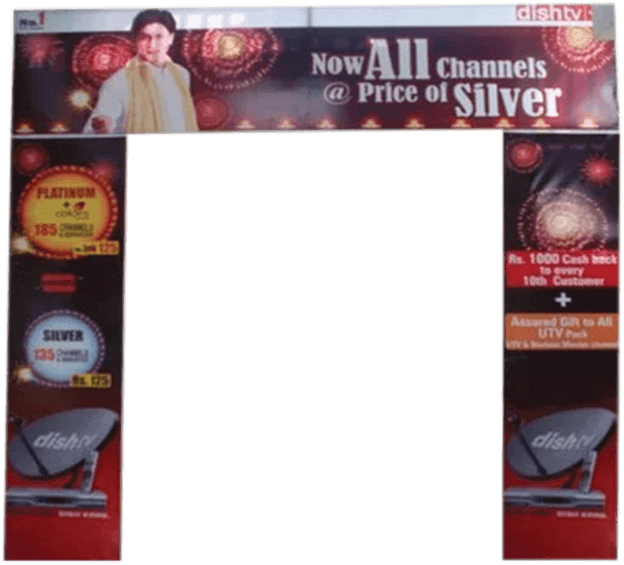 No.1
dishtv
Now All Channels
@ Price of Silver
PLATINUM
+
185 CHANNELS
125
SILVER
135 CHANNELS
Rs. 125
dishtv
Rs. 1000 Cash back
to every
10th Customer
+
Assured Gift to All
UTV Pack
dishtv